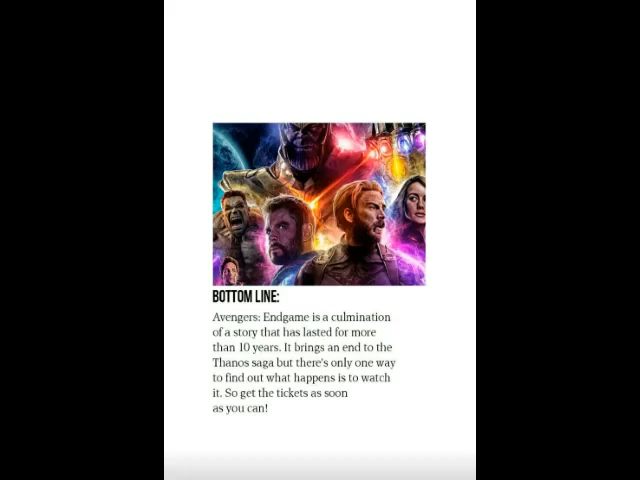 BOTTOM LINE:
Avengers: Endgame is a culmination
of a story that has lasted for more
than 10 years. It brings an end to the
Thanos saga but there's only one way
to find out what happens is to watch
it. So get the tickets as soon
as you can!